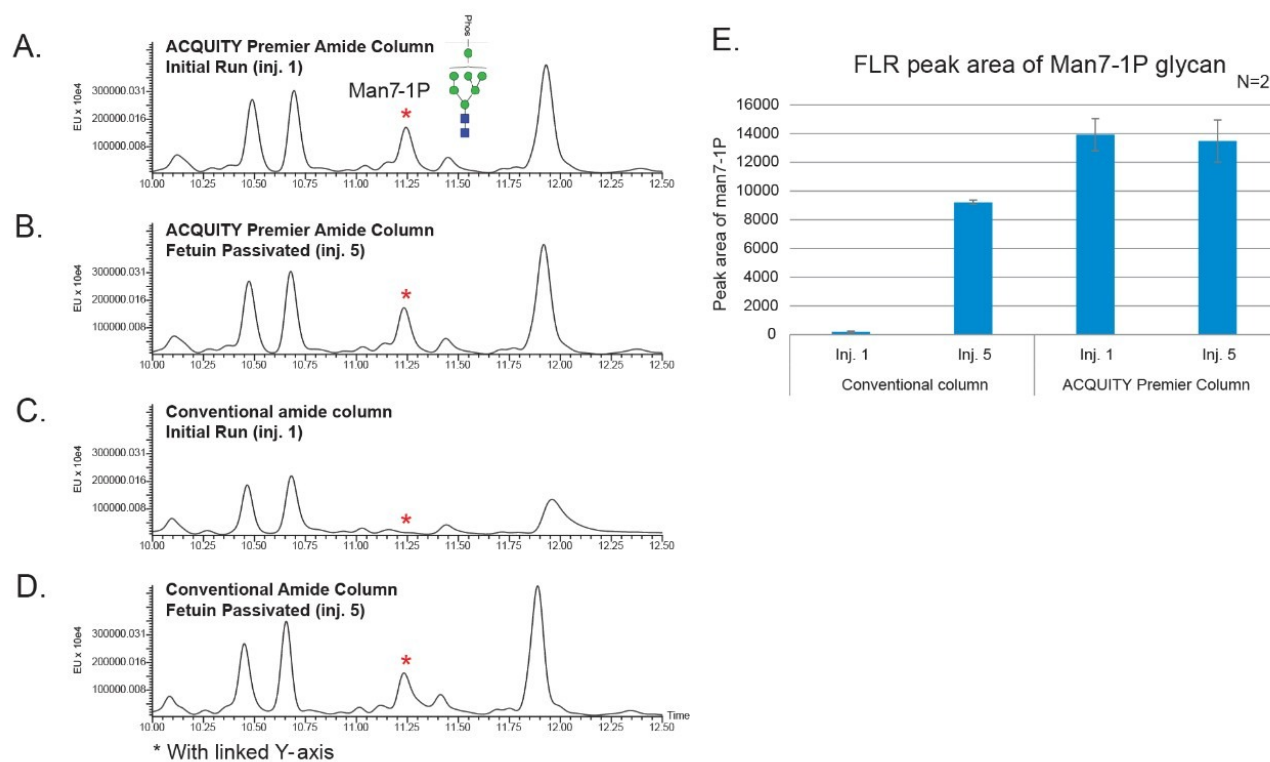 A.
ACQUITY Premier Amide Column
Initial Run (inj. 1)
Man7-1P
*
Phos
EU x 10e4
300000.031
200000.016
100000.008
10.00 10.25 10.50 10.75 11.00 11.25 11.50 11.75 12.00 12.25 12.50
B.
ACQUITY Premier Amide Column
Fetuin Passivated (inj. 5)
*
EU x 10e4
300000.031
200000.016
100000.008
10.00 10.25 10.50 10.75 11.00 11.25 11.50 11.75 12.00 12.25 12.50
C.
Conventional amide column
Initial Run (inj. 1)
*
EU x 10e4
300000.031
200000.016
100000.008
10.00 10.25 10.50 10.75 11.00 11.25 11.50 11.75 12.00 12.25 12.50
D.
Conventional Amide Column
Fetuin Passivated (inj. 5)
*
EU x 10e4
300000.031
200000.016
100000.008
Time
10.00 10.25 10.50 10.75 11.00 11.25 11.50 11.75 12.00 12.25 12.50
* With linked Y-axis
E.
FLR peak area of Man7-1P glycan
N=2
Peak area of man7-1P
16000
14000
12000
10000
8000
6000
4000
2000
0
Inj. 1 Inj. 5 Inj. 1 Inj. 5
Conventional column ACQUITY Premier Column